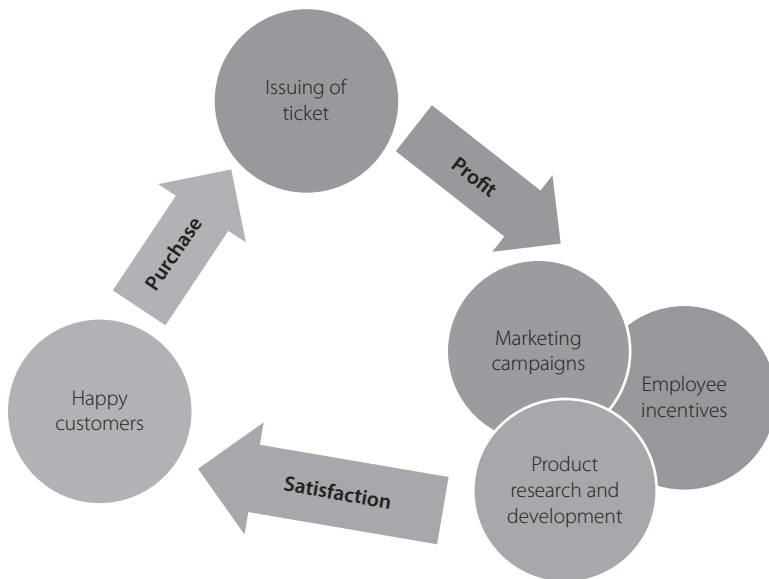 Issuing of
ticket
Profit
Purchase
Marketing
campaigns
Employee
incentives
Happy
customers
Product
research and
development
Satisfaction